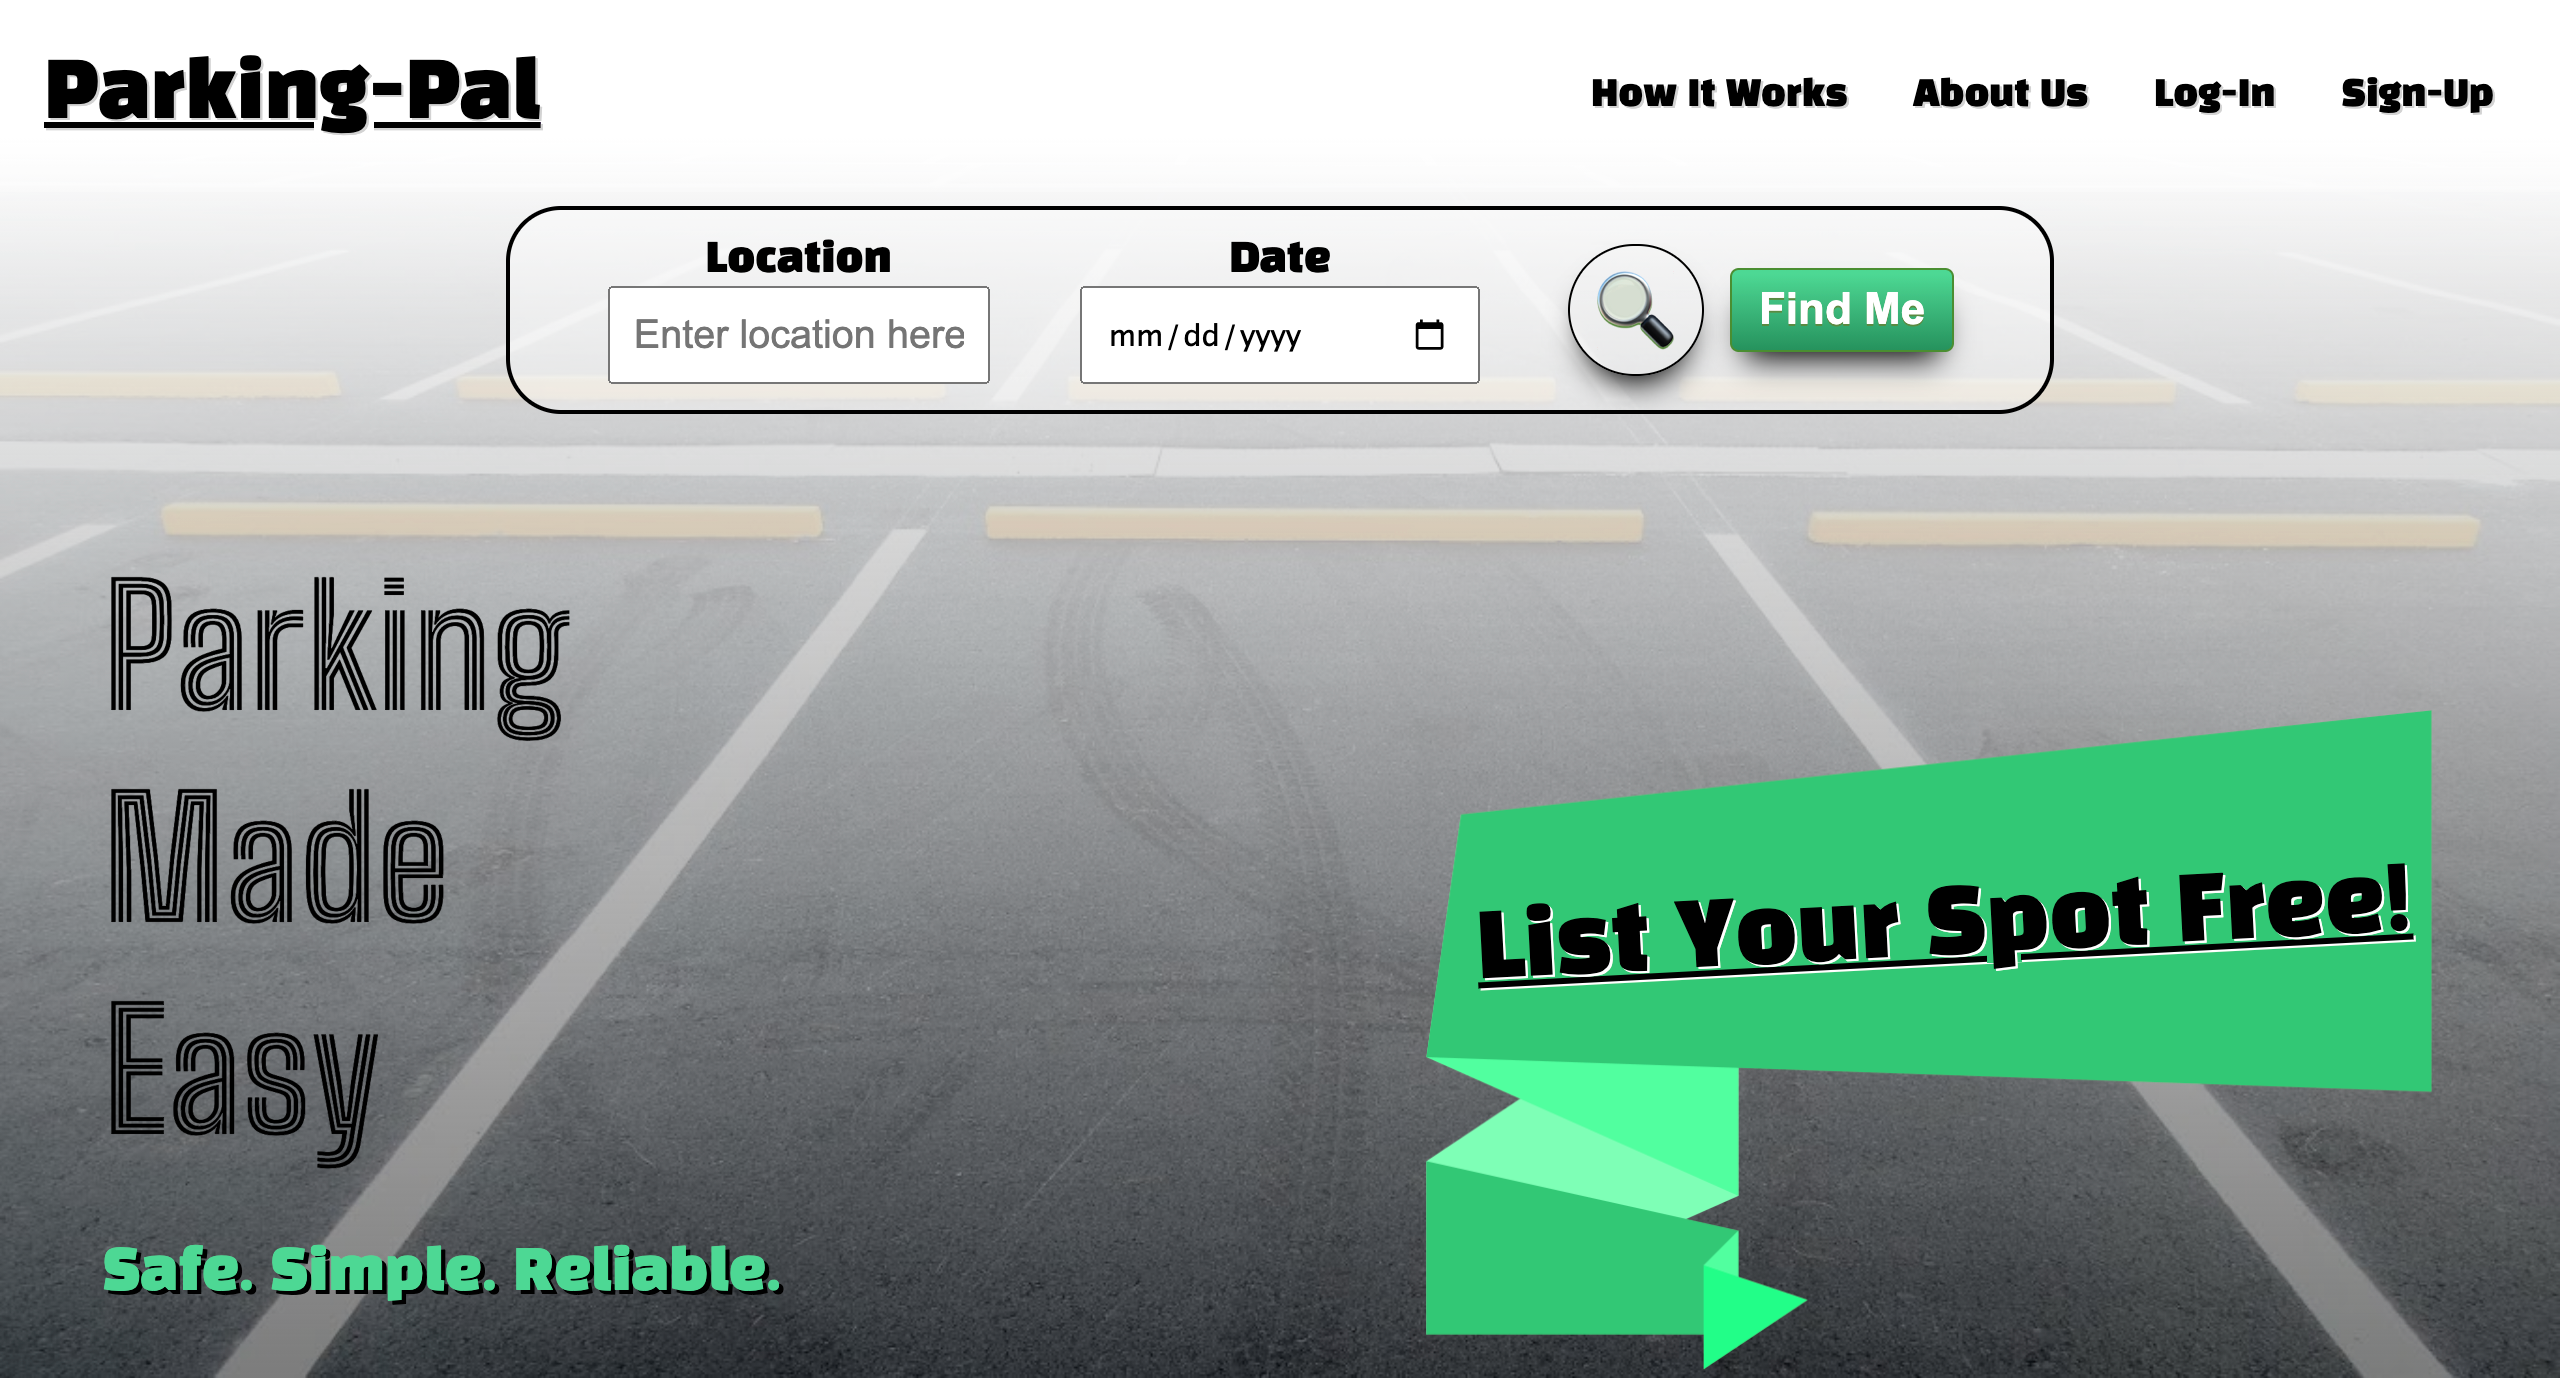 Parking-Pal
How It Works
About Us
Log-In
Sign-Up
Location
Date
Enter location here
mm/dd/yyyy
Find Me
Parking
Made
Easy
List Your Spot Free!
Safe. Simple. Reliable.